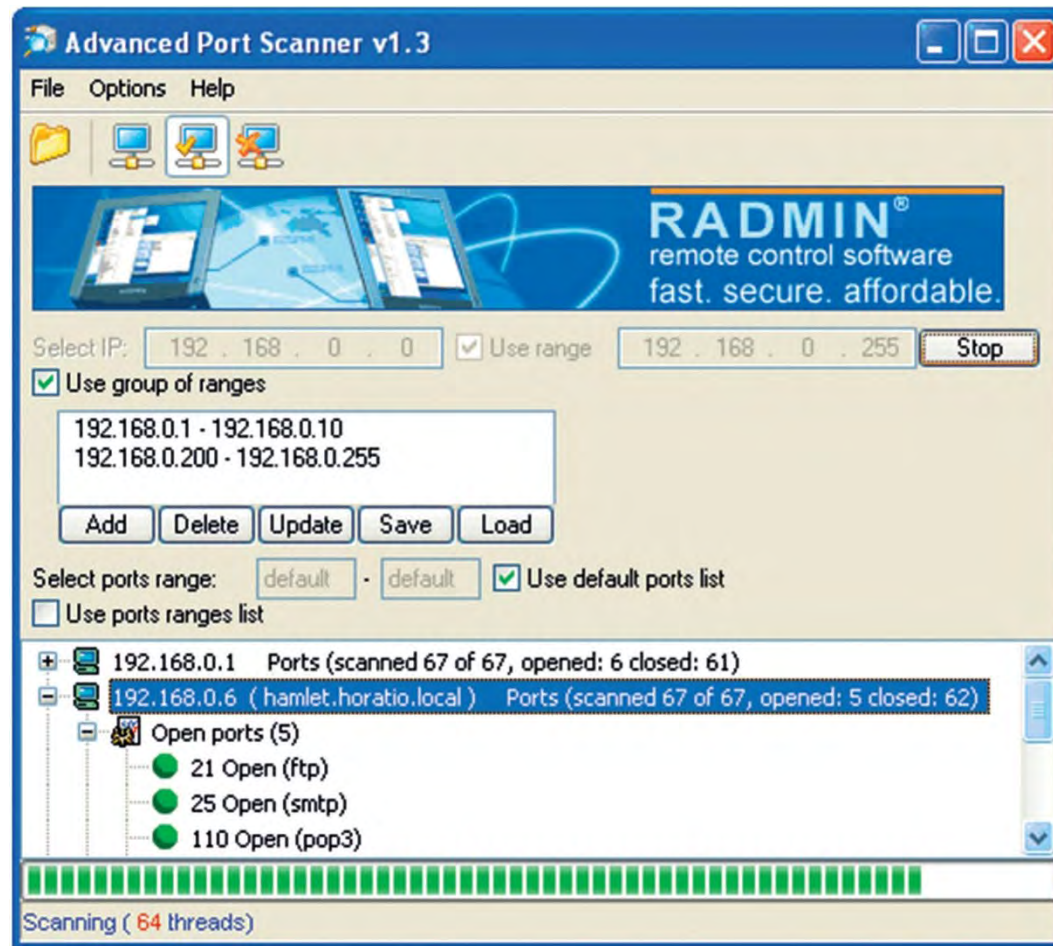 Advanced Port Scanner v1.3
File Options Help
RADMIN®
remote control software
fast. secure. affordable.
Select IP: 192 . 168 . 0 . 0 Use range 192 . 168 . 0 . 255 Stop
Use group of ranges
192.168.0.1 - 192.168.0.10
192.168.0.200 - 192.168.0.255
Add Delete Update Save Load
Select ports range: default - default Use default ports list
Use ports ranges list
192.168.0.1 Ports (scanned 67 of 67, opened: 6 closed: 61)
192.168.0.6 ( hamlet.horatio.local ) Ports (scanned 67 of 67, opened: 5 closed: 62)
Open ports (5)
21 Open (ftp)
25 Open (smtp)
110 Open (pop3)
Scanning ( 64 threads)